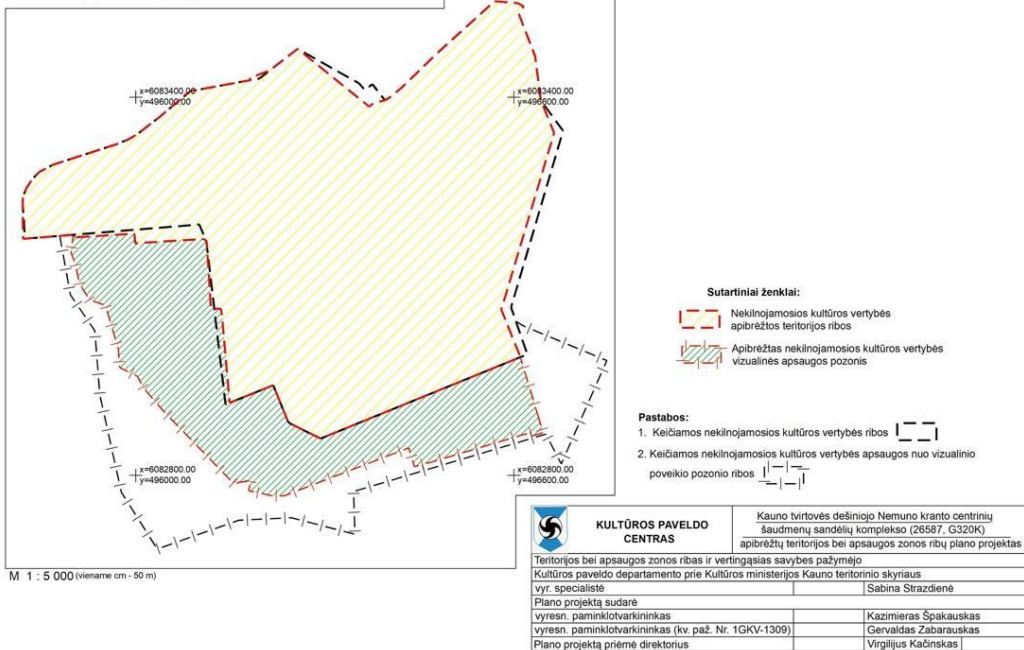 x=6083400.00
y=496000.00
x=6083400.00
y=496600.00
Sutartiniai ženklai:
Nekilnojamosios kultūros vertybės
apibrėžtos teritorijos ribos
Apibrėžtas nekilnojamosios kultūros vertybės
vizualinės apsaugos pozonis
Pastabos:
1. Keičiamos nekilnojamosios kultūros vertybės ribos
2. Keičiamos nekilnojamosios kultūros vertybės apsaugos nuo vizualinio
poveikio pozonio ribos
x=6082800.00
y=496000.00
x=6082800.00
y=496600.00
M 1 : 5 000 (viename cm - 50 m)
KULTŪROS PAVELDO
CENTRAS
Kauno tvirtovės dešiniojo Nemuno kranto centrinių
šaudmenų sandėlių komplekso (26587, G320K)
apibrėžtų teritorijos bei apsaugos zonos ribų plano projektas
Teritorijos bei apsaugos zonos ribas ir vertingąsias savybes pažymėjo
Kultūros paveldo departamento prie Kultūros ministerijos Kauno teritorinio skyriaus
vyr. specialistė Sabina Strazdienė
Plano projektą sudarė
vyresn. paminklotvarkininkas Kazimieras Špakauskas
vyresn. paminklotvarkininkas (kv. paž. Nr. 1GKV-1309) Gervaldas Zabarauskas
Plano projektą priėmė direktorius Virgilijus Kačinskas